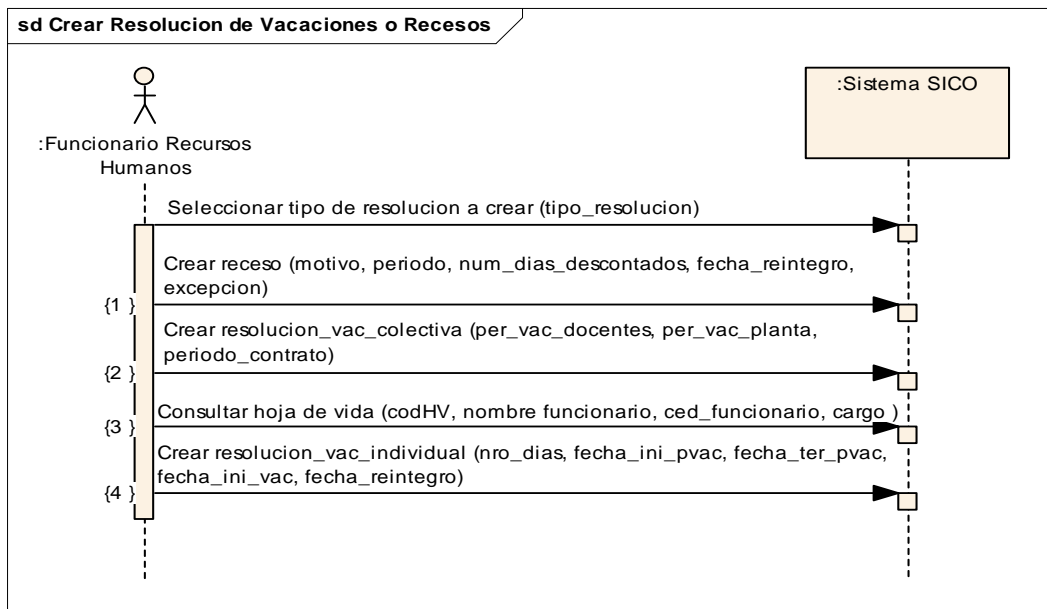 sd Crear Resolucion de Vacaciones o Recesos
:Funcionario Recursos
Humanos
:Sistema SICO
Seleccionar tipo de resolucion a crear (tipo_resolucion)
Crear receso (motivo, periodo, num_dias_descontados, fecha_reintegro,
excepcion)
{1 }
Crear resolucion_vac_colectiva (per_vac_docentes, per_vac_planta,
periodo_contrato)
{2 }
Consultar hoja de vida (codHV, nombre funcionario, ced_funcionario, cargo )
{3 }
Crear resolucion_vac_individual (nro_dias, fecha_ini_pvac, fecha_ter_pvac,
fecha_ini_vac, fecha_reintegro)
{4 }